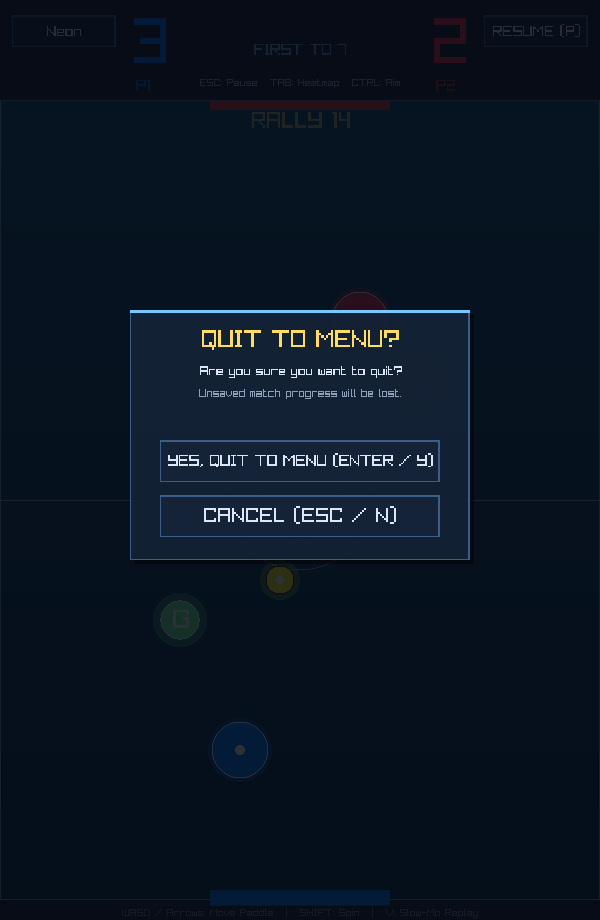 Neon
3
FIRST TO 7
2
RESUME (P)
P1
ESC: Pause TAB: Heatmap CTRL: Aim
P2
RALLY 14
QUIT TO MENU?
Are you sure you want to quit?
Unsaved match progress will be lost.
YES, QUIT TO MENU (ENTER / Y)
CANCEL (ESC / N)
G
WASD / Arrows: Move Paddle | SHIFT: Spin | V: Slow-Mo Replay